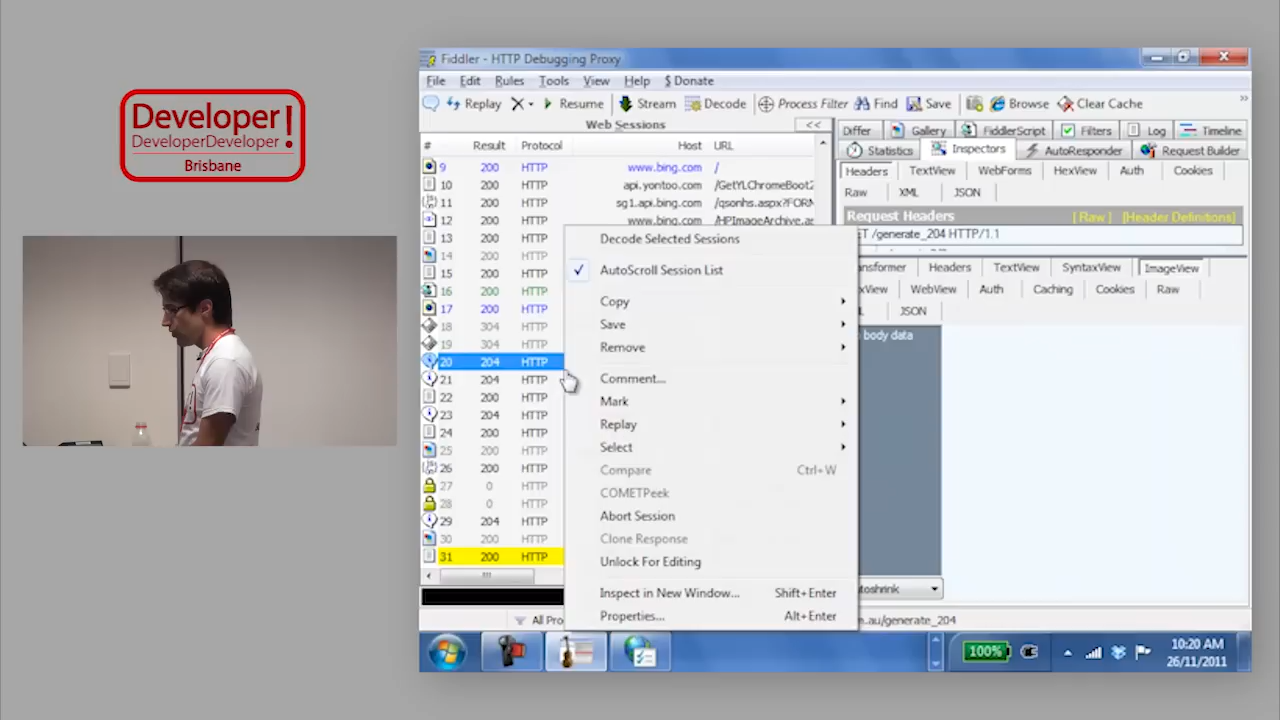 Developer!
DeveloperDeveloper
Brisbane
Fiddler - HTTP Debugging Proxy
File Edit Rules Tools View Help $ Donate
Replay Resume Stream Decode Process Filter Find Save Browse Clear Cache »
Web Sessions <<
# Result Protocol Host URL
9 200 HTTP www.bing.com /
10 200 HTTP api.yontoo.com /GetYLChromeBoot2
11 200 HTTP sg1.api.bing.com /qsonhs.aspx?FORM
12 200 HTTP www.bing.com /HPImageArchive.as
13 200 HTTP
14 200 HTTP
15 200 HTTP
16 200 HTTP
17 200 HTTP
18 304 HTTP
19 304 HTTP
20 204 HTTP
21 204 HTTP
22 200 HTTP
23 204 HTTP
24 200 HTTP
25 200 HTTP
26 200 HTTP
27 0 HTTP
28 0 HTTP
29 204 HTTP
30 200 HTTP
31 200 HTTP
All Pro
Decode Selected Sessions
AutoScroll Session List
Copy
Save
Remove
Comment...
Mark
Replay
Select
Compare Ctrl+W
COMETPeek
Abort Session
Clone Response
Unlock For Editing
Inspect in New Window... Shift+Enter
Properties... Alt+Enter
Differ Gallery FiddlerScript Filters Log Timeline
Statistics Inspectors AutoResponder Request Builder
Headers TextView WebForms HexView Auth Cookies
Raw XML JSON
Request Headers [ Raw ] [Header Definitions]
ET /generate_204 HTTP/1.1
ansformer Headers TextView SyntaxView ImageView
xView WebView Auth Caching Cookies Raw
L JSON
o body data
toshrink
n.au/generate_204
100% 10:20 AM
26/11/2011